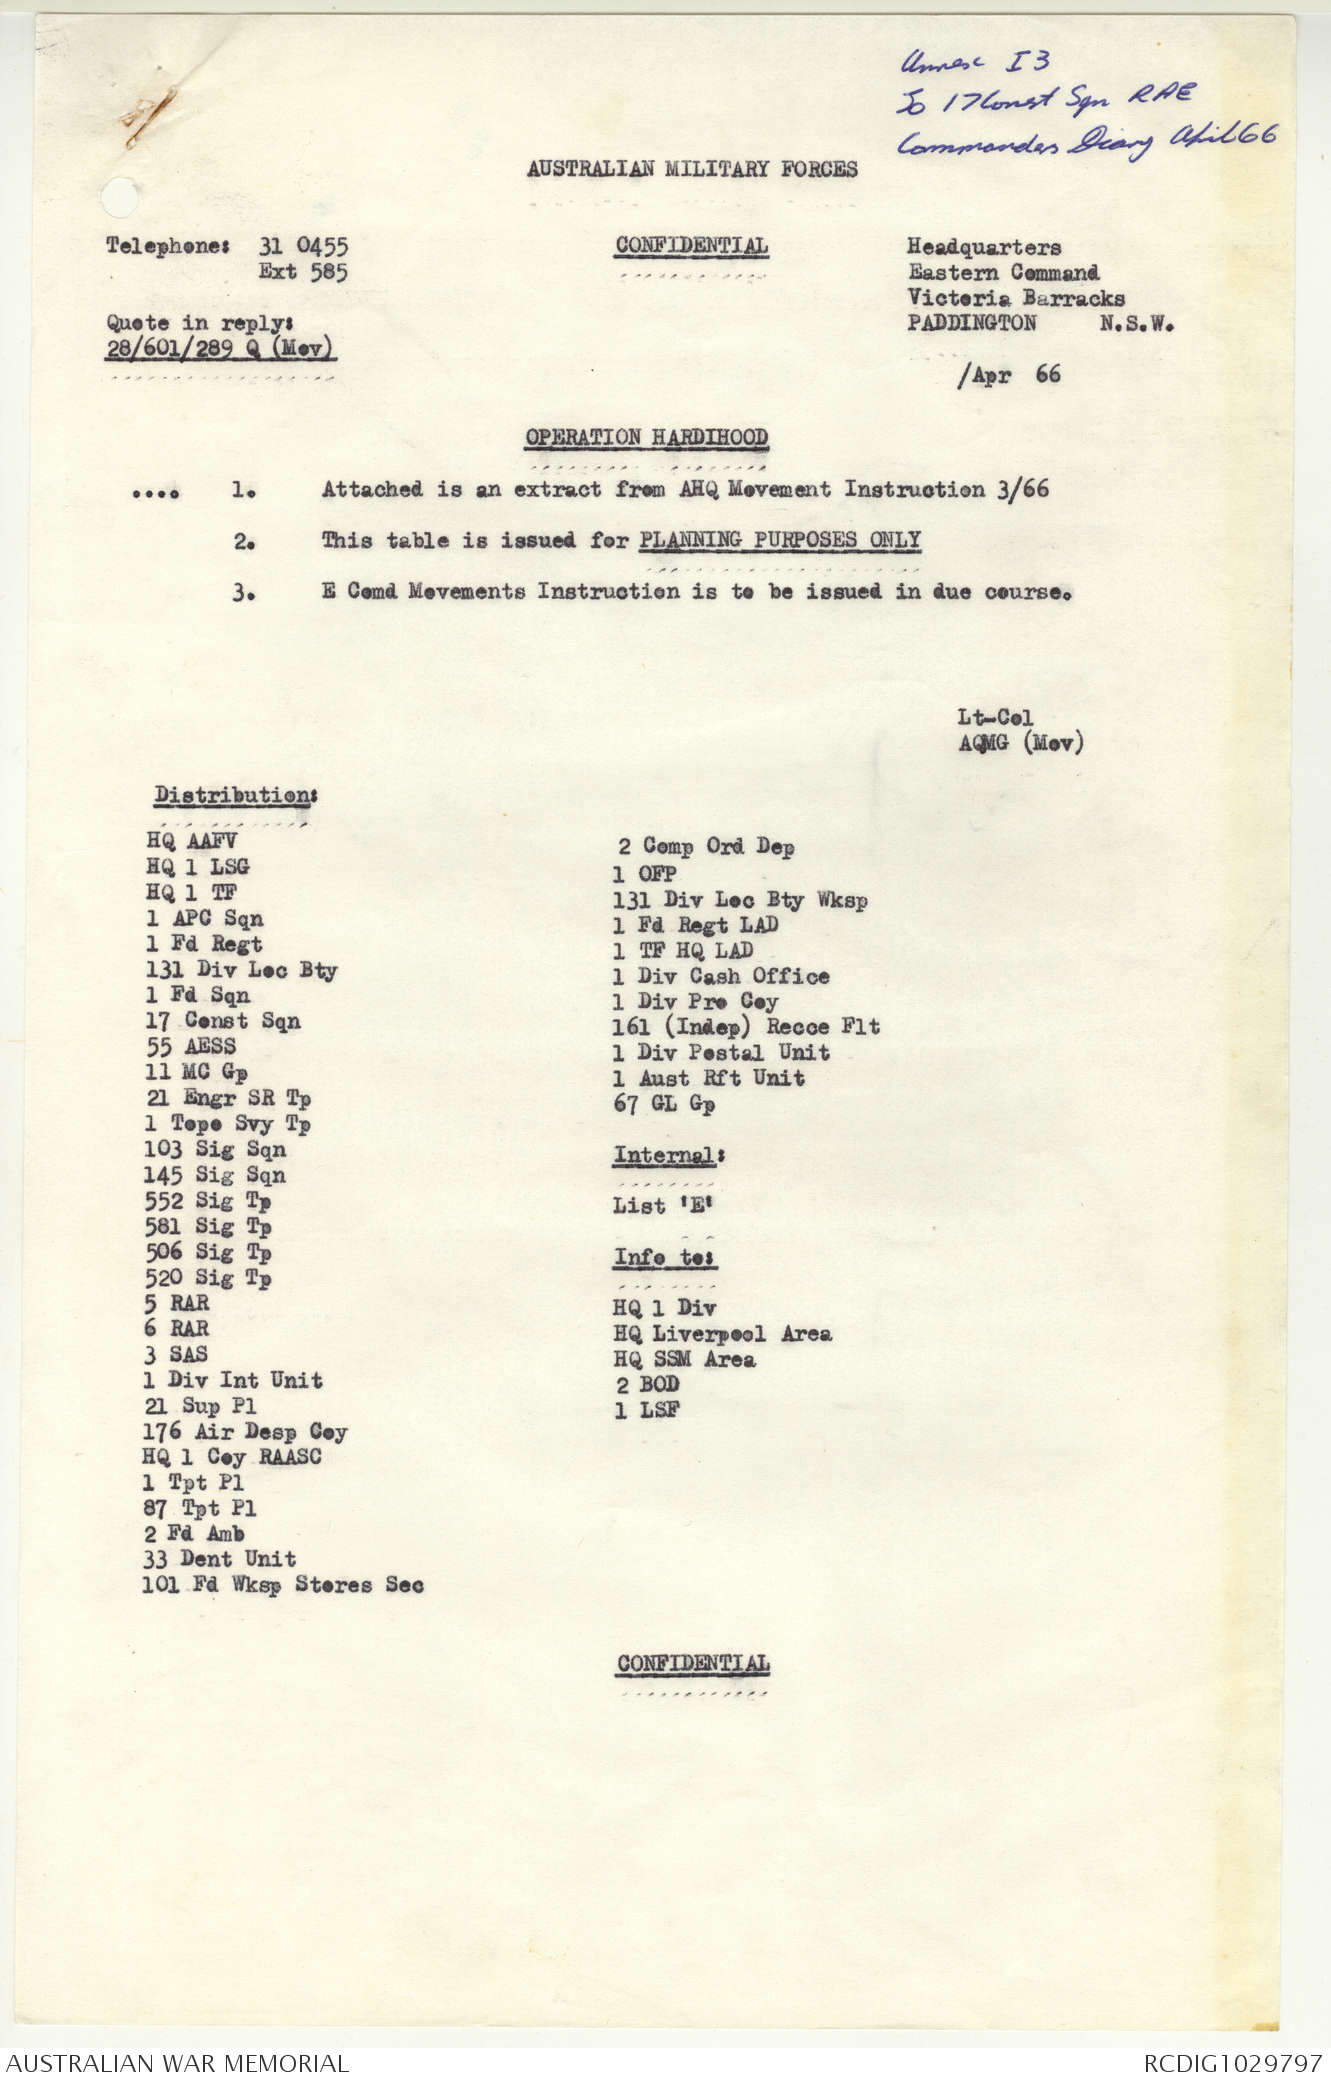 Annex I3
To 17 Const Sqn RAE
Commanders Diary April 66
AUSTRALIAN MILITARY FORCES
Telephone: 31 0455
Ext 585
CONFIDENTIAL
Headquarters
Eastern Command
Victoria Barracks
PADDINGTON N.S.W.
Quote in reply:
28/601/289 Q (Mov)
/Apr 66
OPERATION HARDIHOOD
.... 1. Attached is an extract from AHQ Movement Instruction 3/66
2. This table is issued for PLANNING PURPOSES ONLY
3. E Comd Movements Instruction is to be issued in due course.
Lt-Col
AQMG (Mov)
Distribution:
HQ AAFV
HQ 1 LSG
HQ 1 TF
1 APC Sqn
1 Fd Regt
131 Div Loc Bty
1 Fd Sqn
17 Const Sqn
55 AESS
11 MC Gp
21 Engr SR Tp
1 Topo Svy Tp
103 Sig Sqn
145 Sig Sqn
552 Sig Tp
581 Sig Tp
506 Sig Tp
520 Sig Tp
5 RAR
6 RAR
3 SAS
1 Div Int Unit
21 Sup Pl
176 Air Desp Coy
HQ 1 Coy RAASC
1 Tpt Pl
87 Tpt Pl
2 Fd Amb
33 Dent Unit
101 Fd Wksp Stores Sec
2 Comp Ord Dep
1 OFP
131 Div Loc Bty Wksp
1 Fd Regt LAD
1 TF HQ LAD
1 Div Cash Office
1 Div Pro Coy
161 (Indep) Recce Flt
1 Div Postal Unit
1 Aust Rft Unit
67 GL Gp
Internal:
List 'E'
Info to:
HQ 1 Div
HQ Liverpool Area
HQ SSM Area
2 BOD
1 LSF
CONFIDENTIAL
AUSTRALIAN WAR MEMORIAL
RCDIG1029797